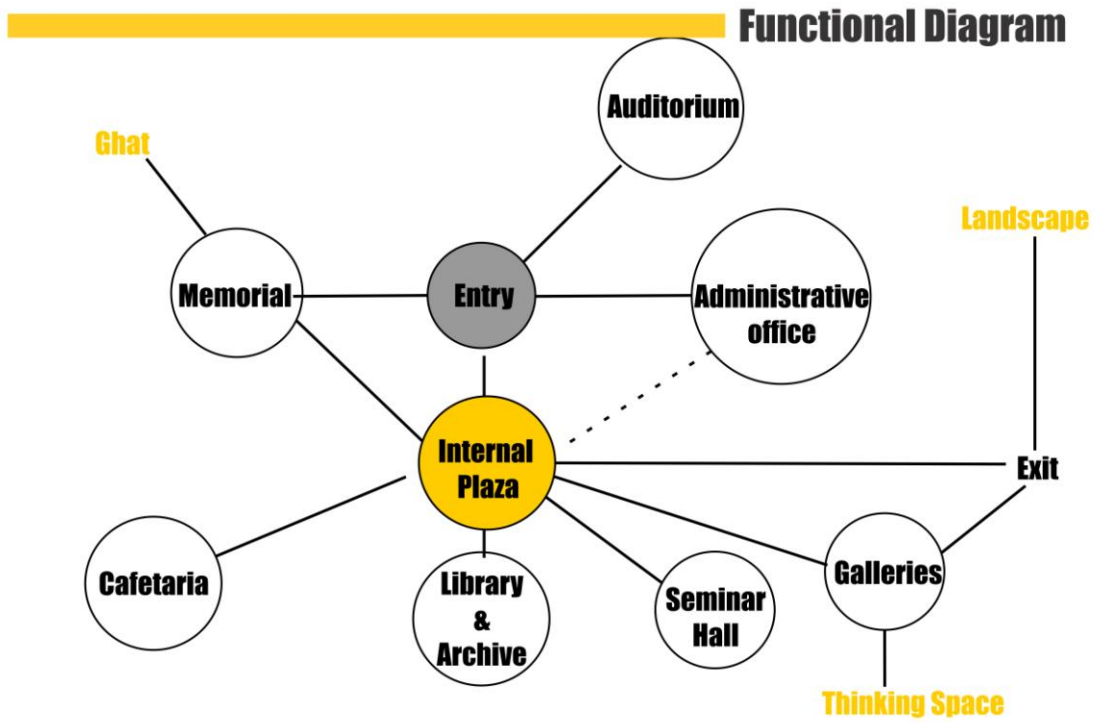 Functional Diagram
Auditorium
Ghat
Landscape
Memorial
Entry
Administrative
office
Internal
Plaza
Exit
Cafetaria
Library
&
Archive
Seminar
Hall
Galleries
Thinking Space